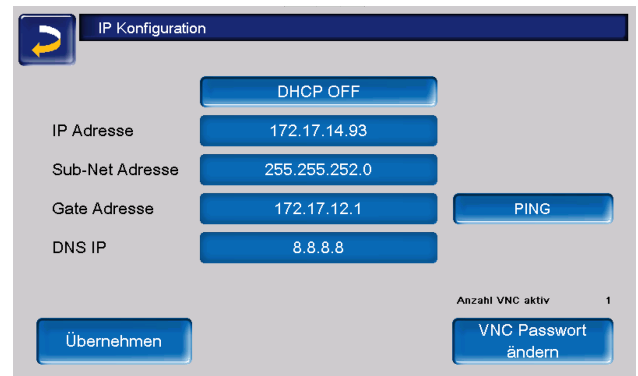 IP Konfiguration
DHCP OFF
IP Adresse 172.17.14.93
Sub-Net Adresse 255.255.252.0
Gate Adresse 172.17.12.1 PING
DNS IP 8.8.8.8
Anzahl VNC aktiv 1
Übernehmen
VNC Passwort
ändern